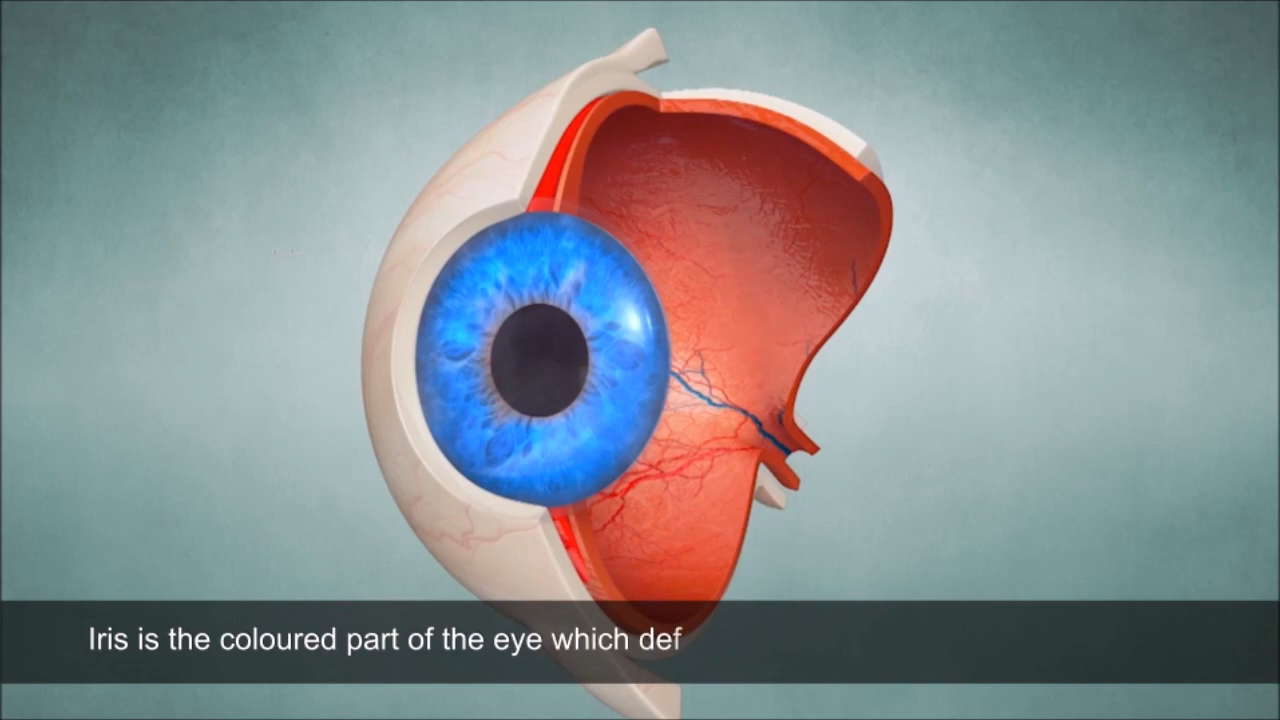 Iris is the coloured part of the eye which def